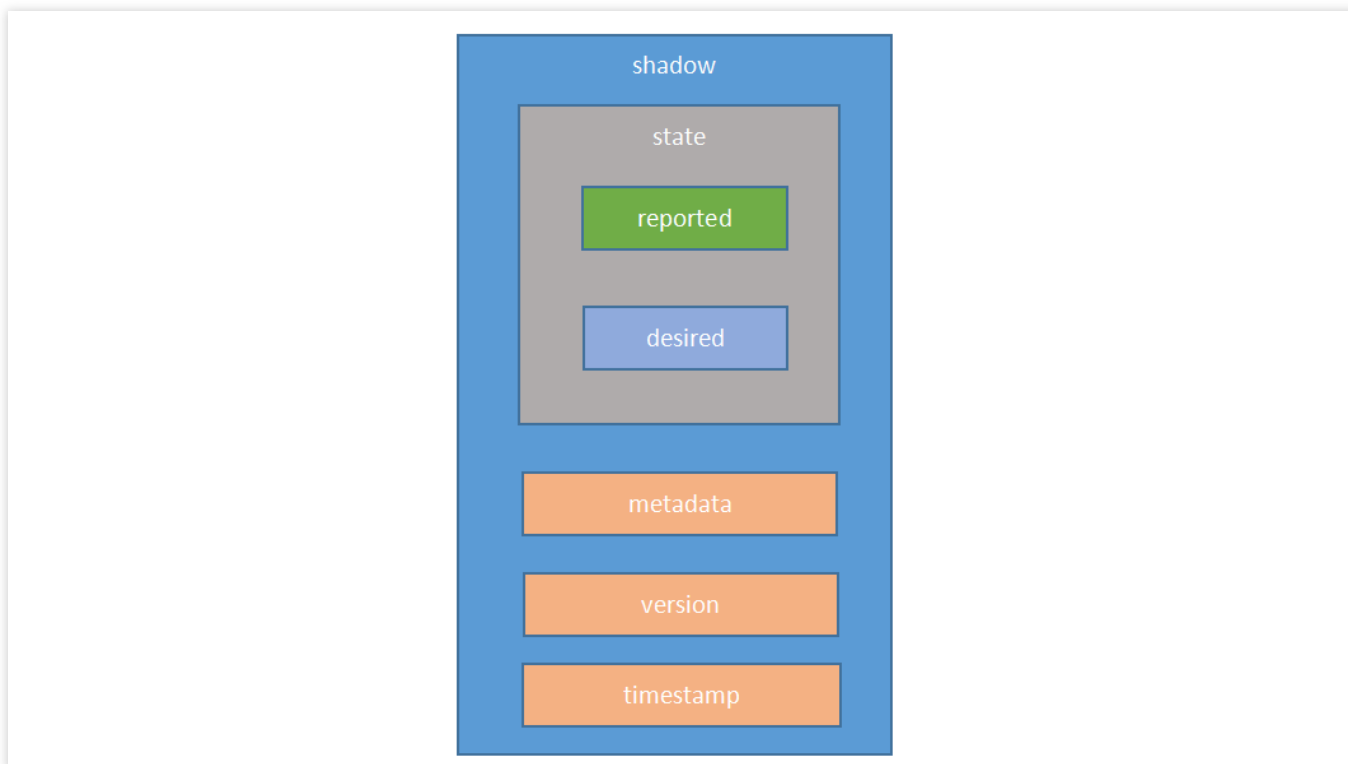 shadow
state
reported
desired
metadata
version
timestamp